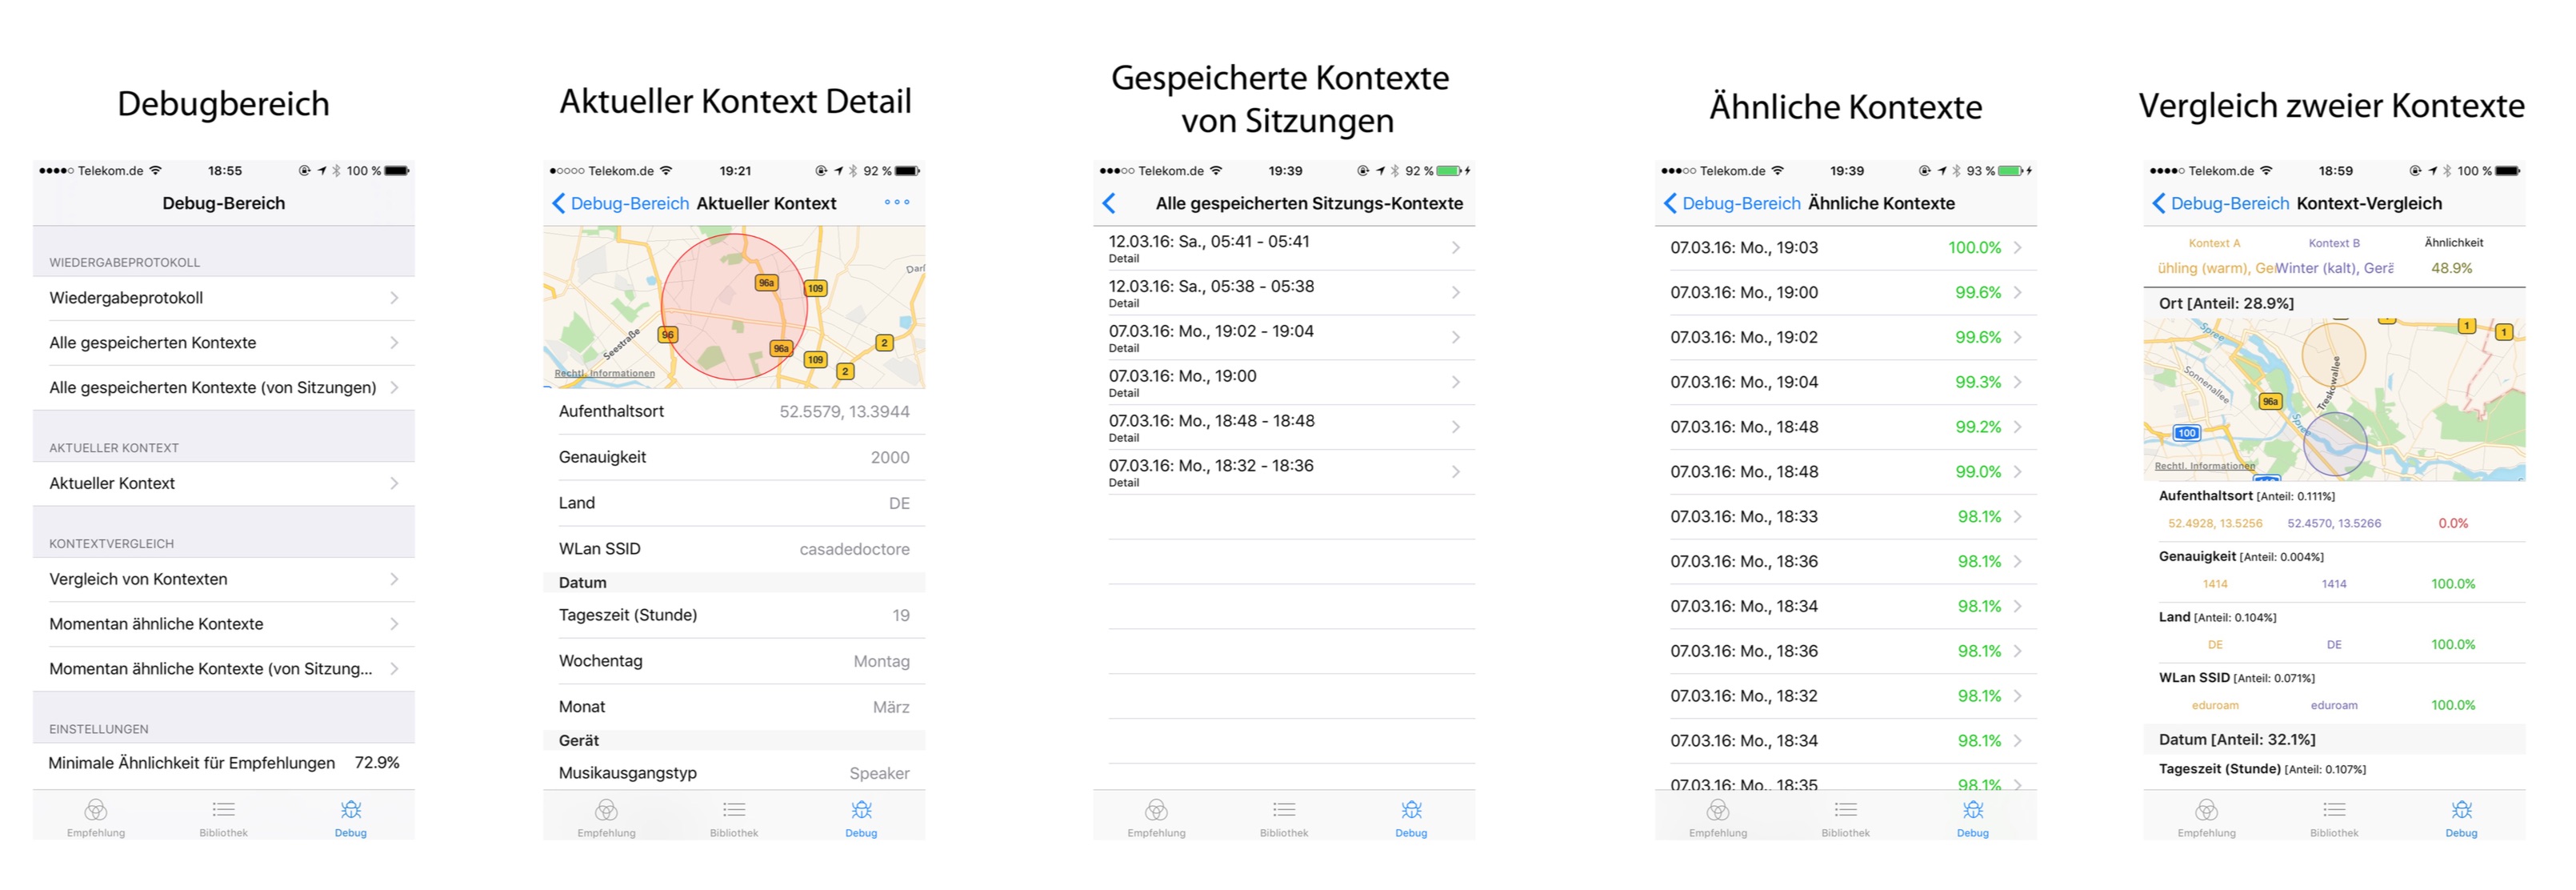 Debugbereich
Telekom.de 18:55 100 %
Debug-Bereich
WIEDERGABEPROTOKOLL
Wiedergabeprotokoll
Alle gespeicherten Kontexte
Alle gespeicherten Kontexte (von Sitzungen)
AKTUELLER KONTEXT
Aktueller Kontext
KONTEXTVERGLEICH
Vergleich von Kontexten
Momentan ähnliche Kontexte
Momentan ähnliche Kontexte (von Sitzung...
EINSTELLUNGEN
Minimale Ähnlichkeit für Empfehlungen 72.9%
Empfehlung Bibliothek Debug
Aktueller Kontext Detail
Telekom.de 19:21 92 %
Debug-Bereich Aktueller Kontext
Darl
96a
109
96
Seestraße
96a
2
109
2
Rechtl. Informationen
Aufenthaltsort 52.5579, 13.3944
Genauigkeit 2000
Land DE
WLan SSID casadedoctore
Datum
Tageszeit (Stunde) 19
Wochentag Montag
Monat März
Gerät
Musikausgangstyp Speaker
Empfehlung Bibliothek Debug
Gespeicherte Kontexte
von Sitzungen
Telekom.de 19:39 92 %
Alle gespeicherten Sitzungs-Kontexte
12.03.16: Sa., 05:41 - 05:41
Detail
12.03.16: Sa., 05:38 - 05:38
Detail
07.03.16: Mo., 19:02 - 19:04
Detail
07.03.16: Mo., 19:00
Detail
07.03.16: Mo., 18:48 - 18:48
Detail
07.03.16: Mo., 18:32 - 18:36
Detail
Empfehlung Bibliothek Debug
Ähnliche Kontexte
Telekom.de 19:39 93 %
Debug-Bereich Ähnliche Kontexte
07.03.16: Mo., 19:03 100.0%
07.03.16: Mo., 19:00 99.6%
07.03.16: Mo., 19:02 99.6%
07.03.16: Mo., 19:04 99.3%
07.03.16: Mo., 18:48 99.2%
07.03.16: Mo., 18:48 99.0%
07.03.16: Mo., 18:33 98.1%
07.03.16: Mo., 18:36 98.1%
07.03.16: Mo., 18:34 98.1%
07.03.16: Mo., 18:36 98.1%
07.03.16: Mo., 18:32 98.1%
07.03.16: Mo., 18:34 98.1%
07.03.16: Mo., 18:35 98.1%
Empfehlung Bibliothek Debug
Vergleich zweier Kontexte
Telekom.de 18:59 100 %
Debug-Bereich Kontext-Vergleich
Kontext A Kontext B Ähnlichkeit
ühling (warm), Ge Winter (kalt), Gerä 48.9%
Ort [Anteil: 28.9%]
Spree
1
1
Sonnenallee
Treskowallee
96a
Spree
100
Rechtl. Informationen
Aufenthaltsort [Anteil: 0.111%]
52.4928, 13.5256 52.4570, 13.5266 0.0%
Genauigkeit [Anteil: 0.004%]
1414 1414 100.0%
Land [Anteil: 0.104%]
DE DE 100.0%
WLan SSID [Anteil: 0.071%]
eduroam eduroam 100.0%
Datum [Anteil: 32.1%]
Tageszeit (Stunde) [Anteil: 0.107%]
Empfehlung Bibliothek Debug